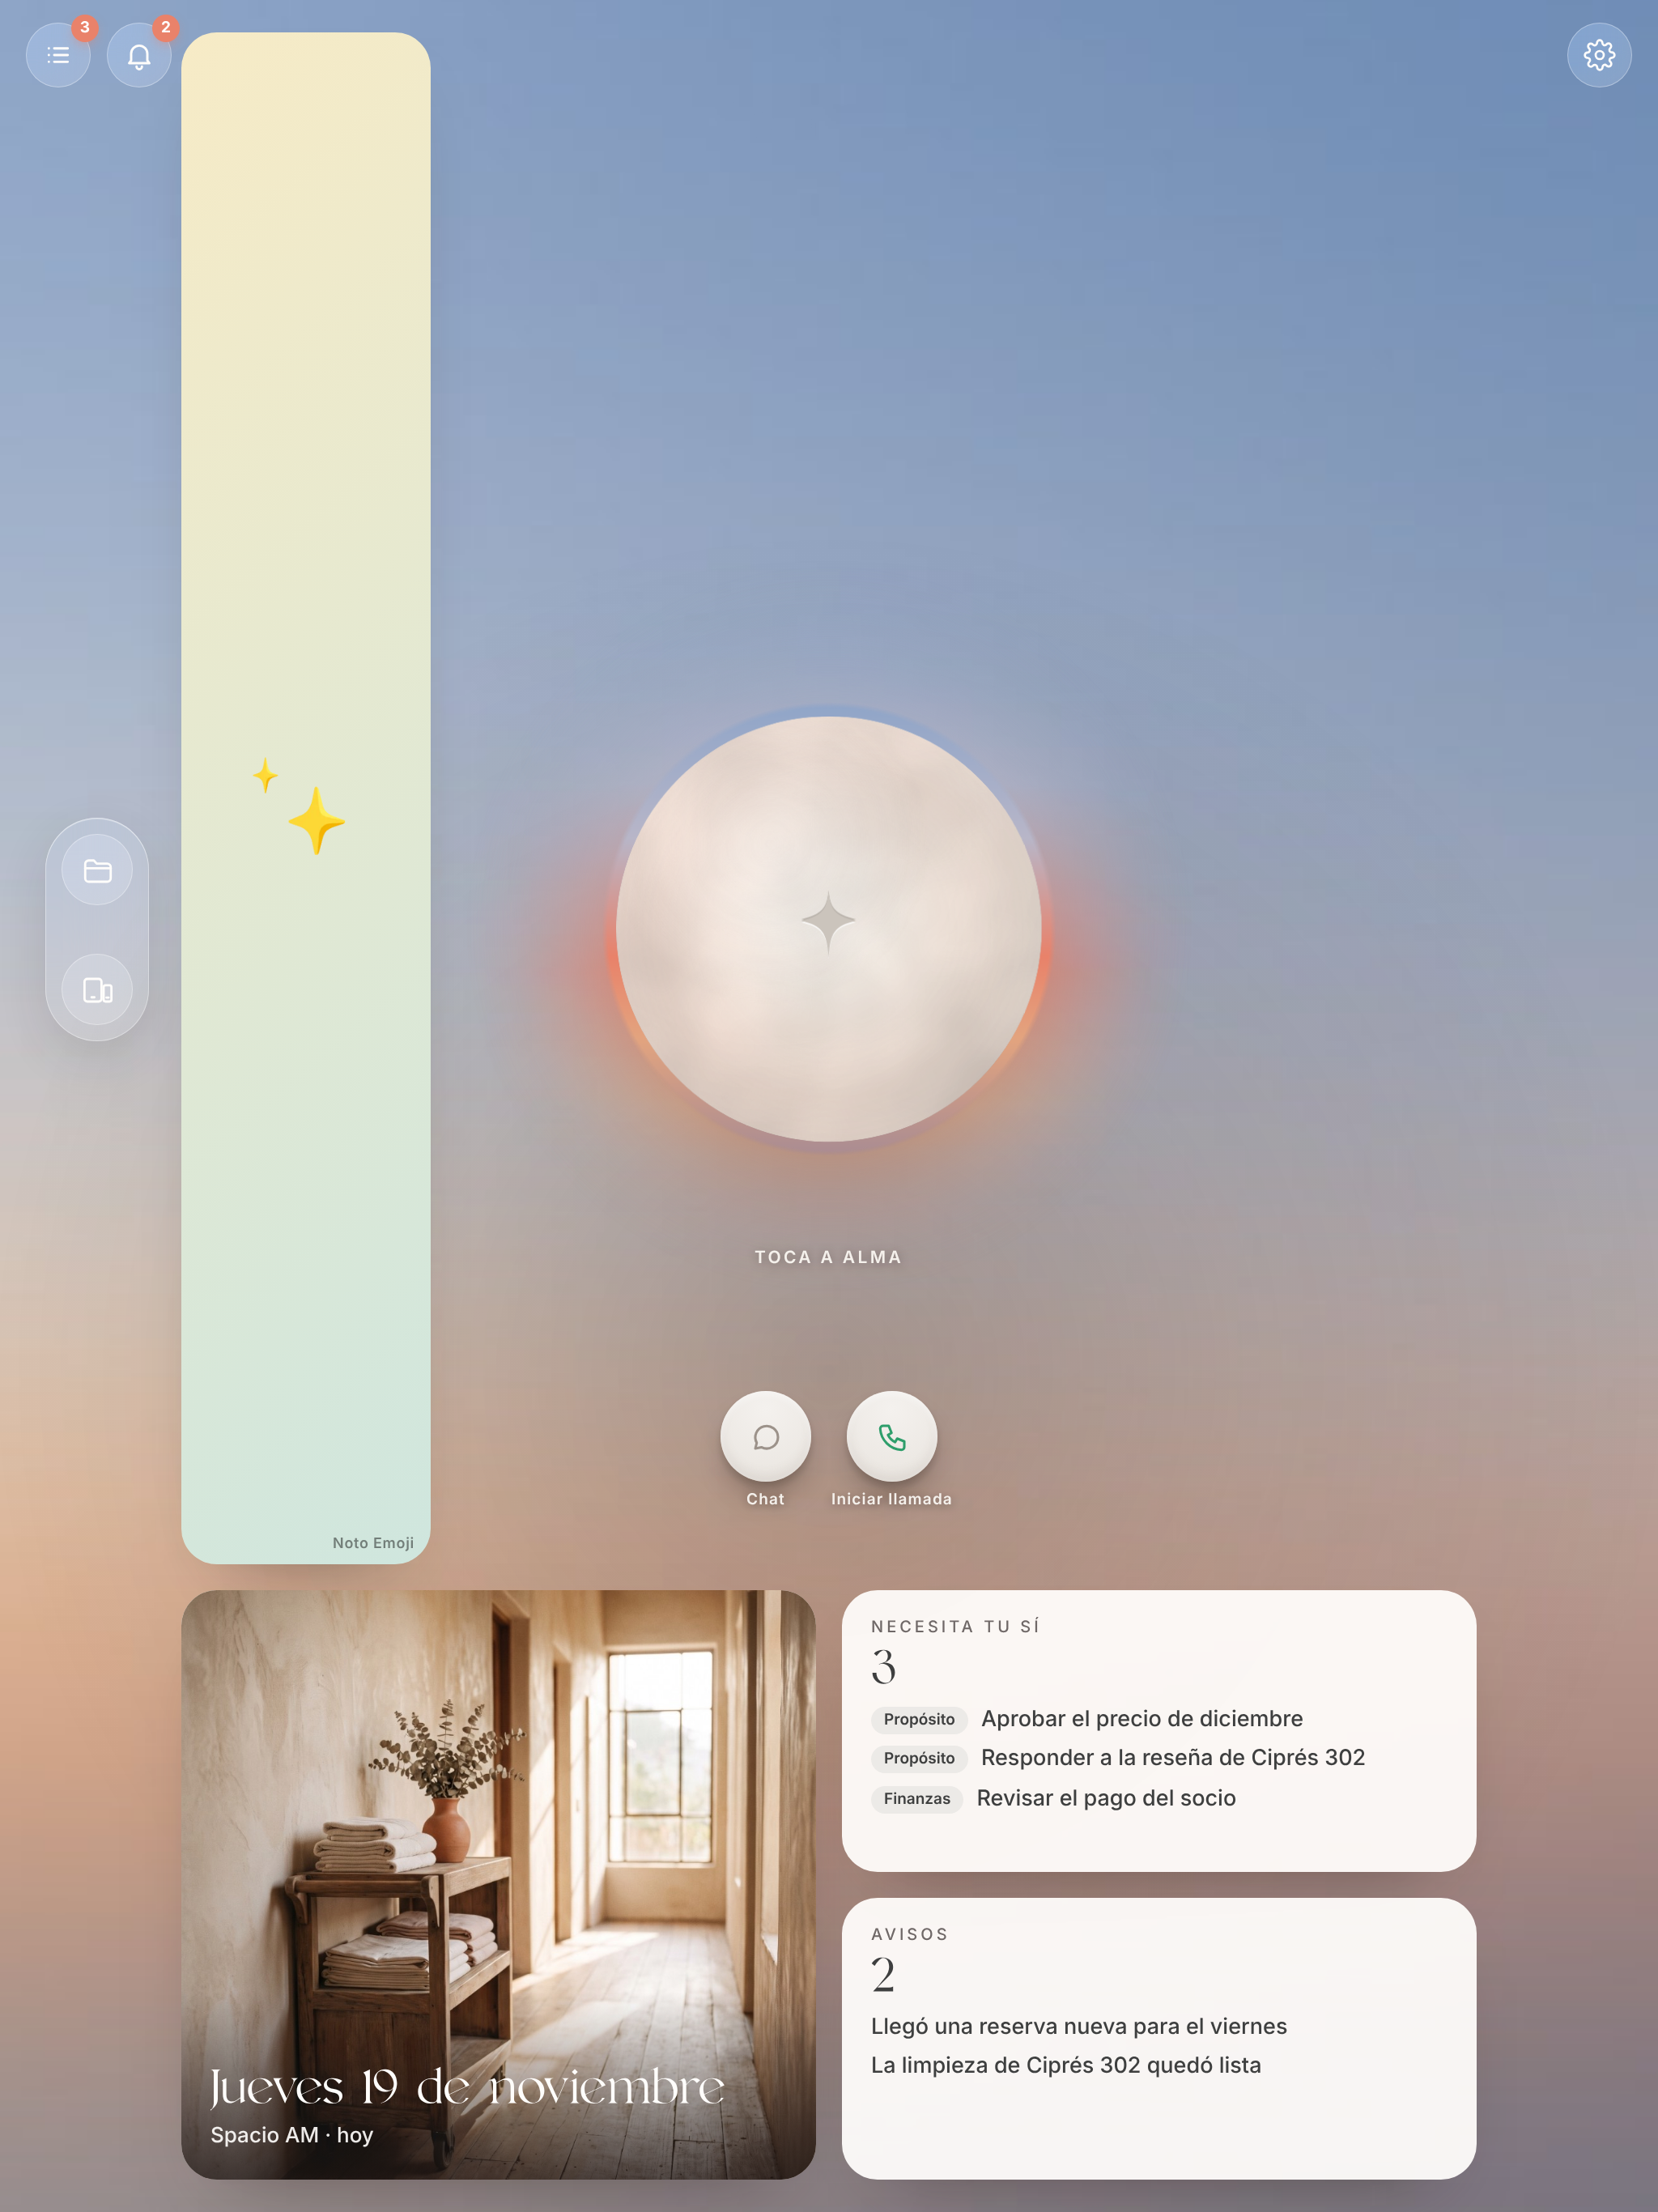 3
2
Noto Emoji
TOCA A ALMA
Chat
Iniciar llamada
Jueves 19 de noviembre
Spacio AM · hoy
NECESITA TU SÍ
3
Propósito Aprobar el precio de diciembre
Propósito Responder a la reseña de Ciprés 302
Finanzas Revisar el pago del socio
AVISOS
2
Llegó una reserva nueva para el viernes
La limpieza de Ciprés 302 quedó lista